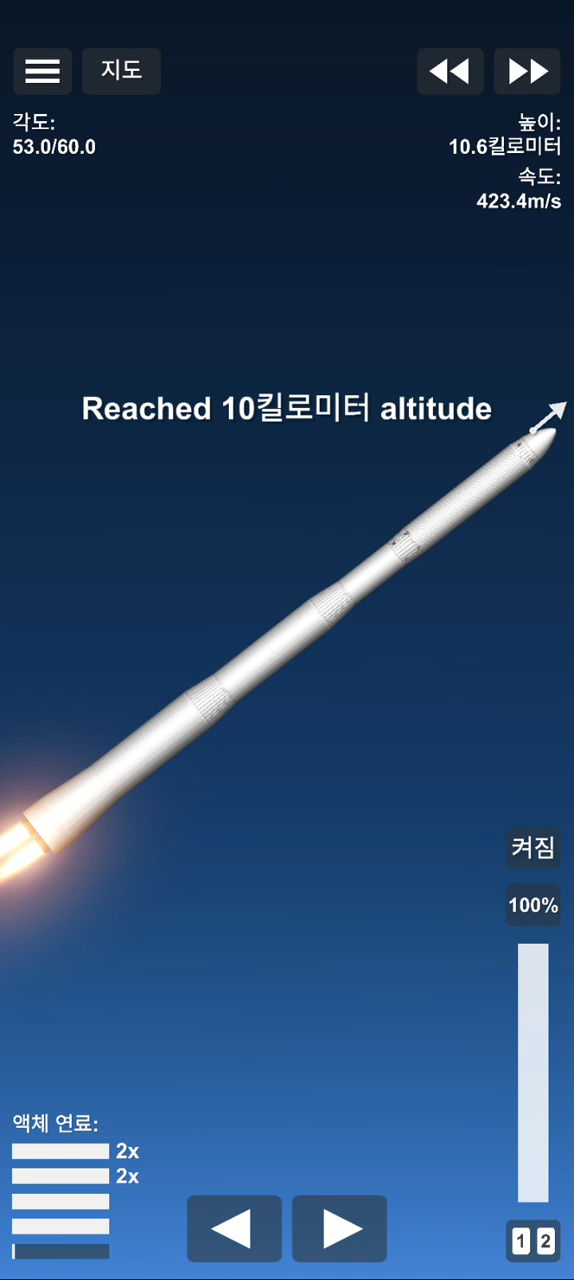 지도
각도:
53.0/60.0
높이:
10.6킬로미터
속도:
423.4m/s
Reached 10킬로미터 altitude
켜짐
100%
액체 연료:
2x
2x
1 2